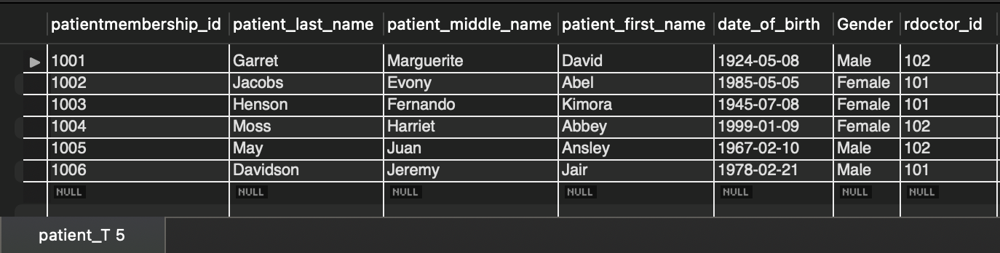 patientmembership_id patient_last_name patient_middle_name patient_first_name date_of_birth Gender rdoctor_id
1001 Garret Marguerite David 1924-05-08 Male 102
1002 Jacobs Evony Abel 1985-05-05 Female 101
1003 Henson Fernando Kimora 1945-07-08 Female 101
1004 Moss Harriet Abbey 1999-01-09 Female 102
1005 May Juan Ansley 1967-02-10 Male 102
1006 Davidson Jeremy Jair 1978-02-21 Male 101
NULL NULL NULL NULL NULL NULL NULL
patient_T 5